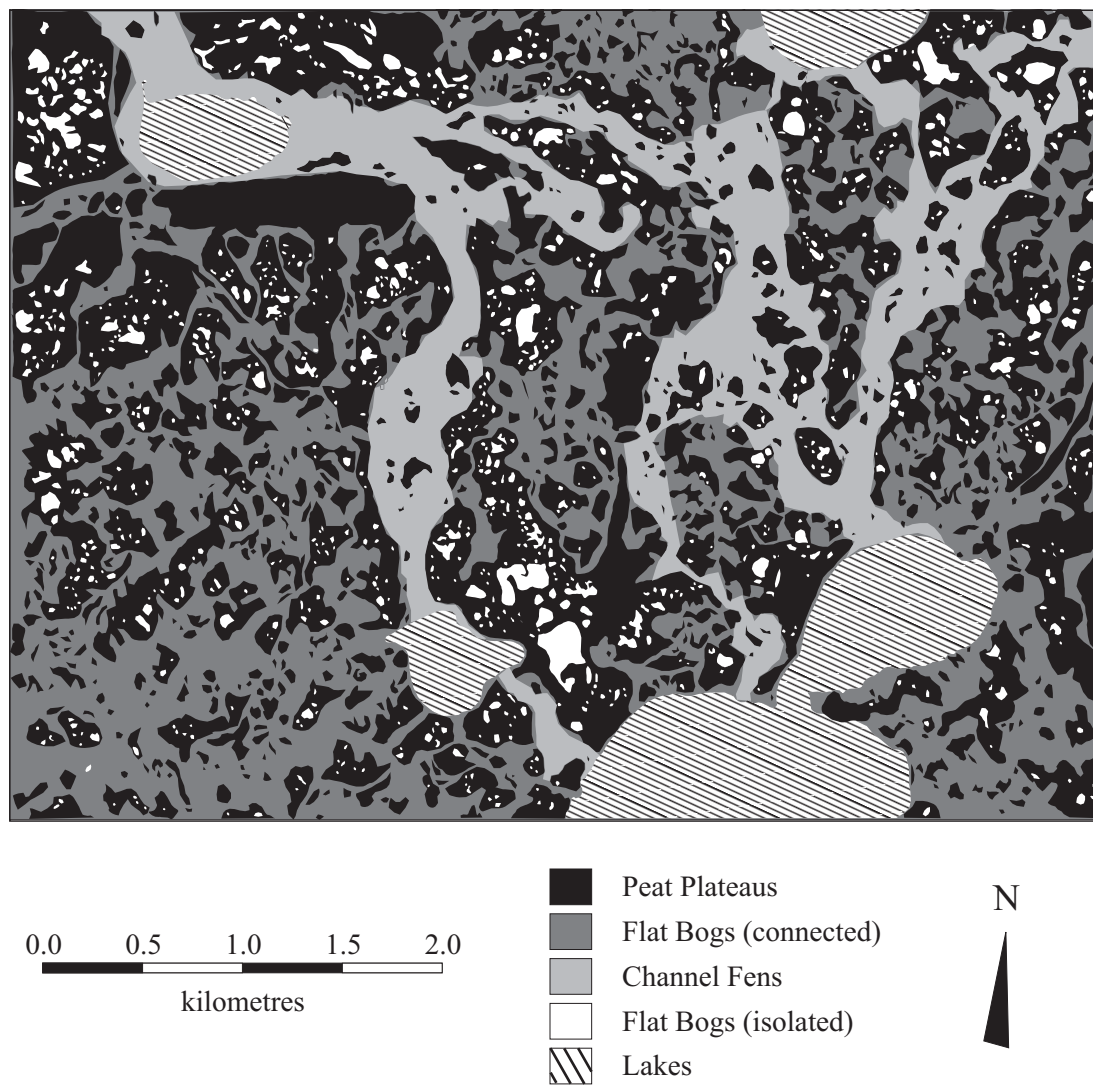 0.0 0.5 1.0 1.5 2.0
kilometres
Peat Plateaus
Flat Bogs (connected)
Channel Fens
Flat Bogs (isolated)
Lakes
N